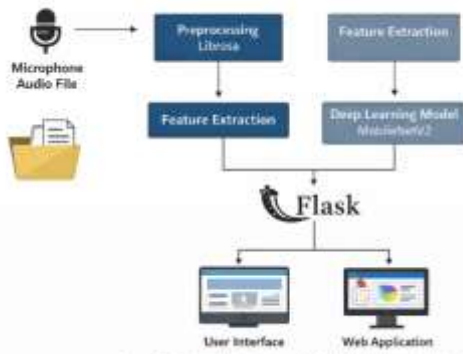 Preprocessing
Librosa
Feature Extraction
Microphone
Audio File
Feature Extraction
Deep Learning Model
MobileNetV2
Flask
User Interface
Web Application